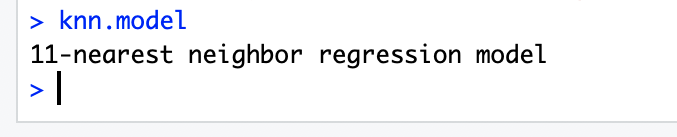 > knn.model
11-nearest neighbor regression model
>